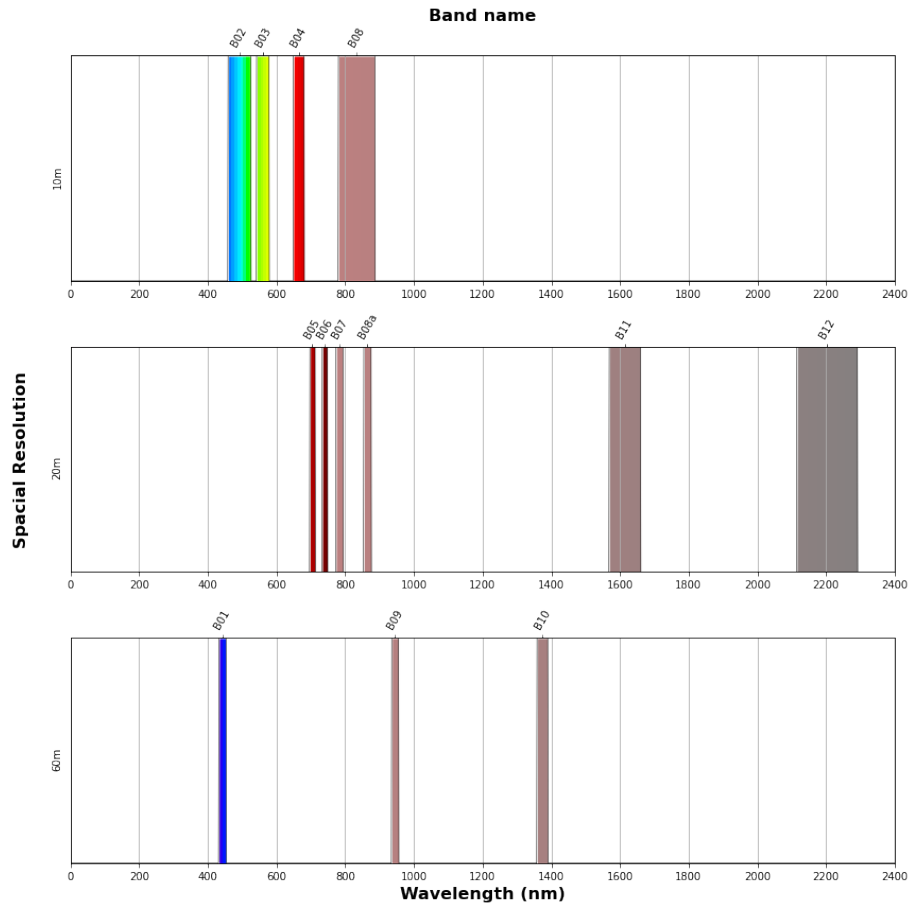 Band name
B02 B03 B04 B08
10m
0 200 400 600 800 1000 1200 1400 1600 1800 2000 2200 2400
B05 B06 B07 B08a B11 B12
Spacial Resolution
20m
0 200 400 600 800 1000 1200 1400 1600 1800 2000 2200 2400
B01 B09 B10
60m
0 200 400 600 800 1000 1200 1400 1600 1800 2000 2200 2400
Wavelength (nm)